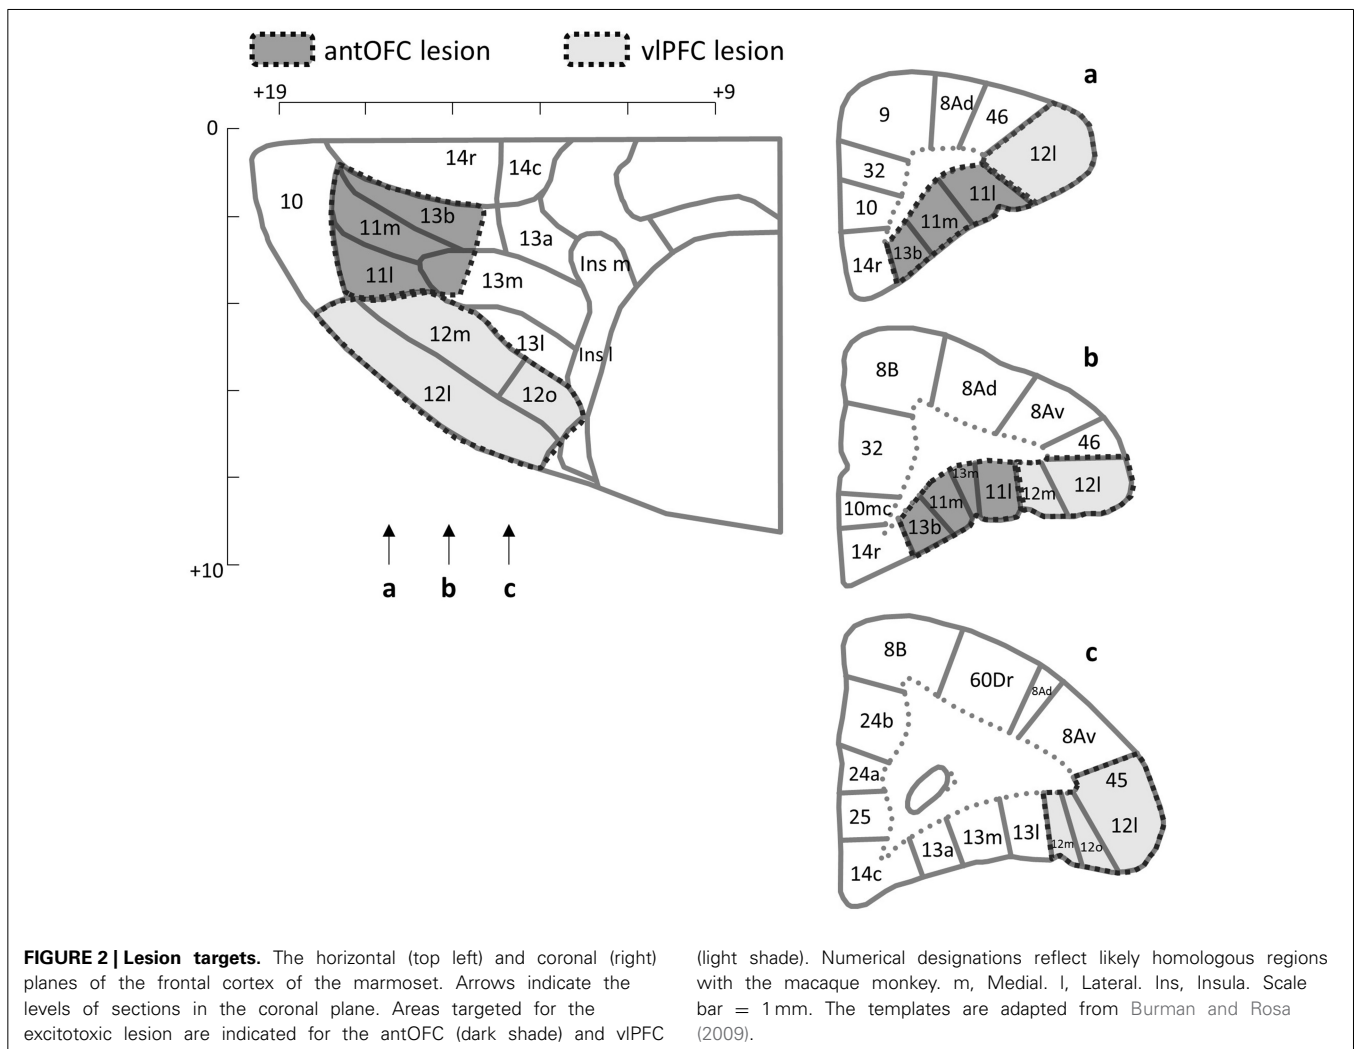 antOFC lesion
vlPFC lesion
+19
+9
0
+10
14r
14c
10
13b
11m
13a
11l
Ins m
13m
12m
13l
Ins l
12l
12o
a
b
c
a
9
8Ad
46
12l
32
11l
10
11m
13b
14r
b
8B
8Ad
8Av
46
32
13m
11l
12m
12l
11m
10mc
13b
14r
c
8B
60Dr
8Ad
24b
8Av
24a
45
25
12l
13l
13m
13a
12m
12o
14c
FIGURE 2 | Lesion targets. The horizontal (top left) and coronal (right)
planes of the frontal cortex of the marmoset. Arrows indicate the
levels of sections in the coronal plane. Areas targeted for the
excitotoxic lesion are indicated for the antOFC (dark shade) and vlPFC
(light shade). Numerical designations reflect likely homologous regions
with the macaque monkey. m, Medial. l, Lateral. Ins, Insula. Scale
bar = 1 mm. The templates are adapted from Burman and Rosa
(2009).